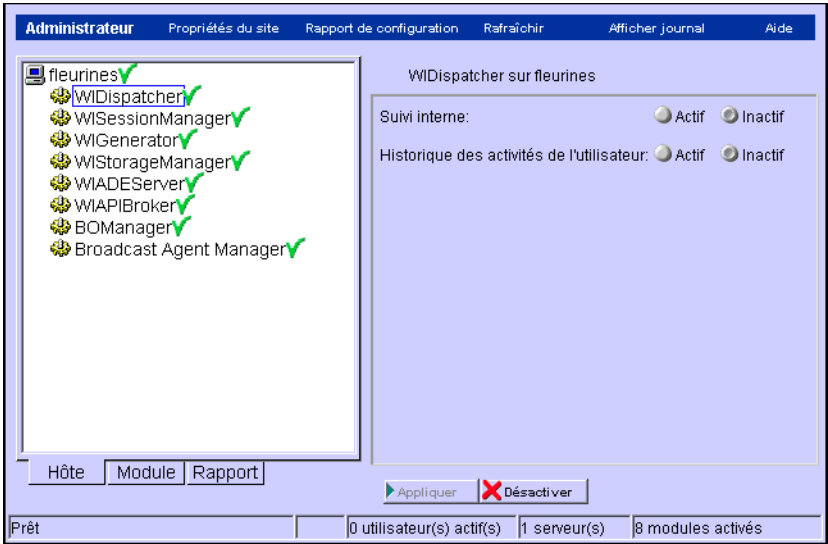 Administrateur Propriétés du site Rapport de configuration Rafraîchir Afficher journal Aide
fleurines
WIDispatcher
WISessionManager
WIGenerator
WIStorageManager
WIADEServer
WIAPIBroker
BOManager
Broadcast Agent Manager
Hôte Module Rapport
WIDispatcher sur fleurines
Suivi interne: Actif Inactif
Historique des activités de l'utilisateur: Actif Inactif
Appliquer Désactiver
Prêt 0 utilisateur(s) actif(s) 1 serveur(s) 8 modules activés